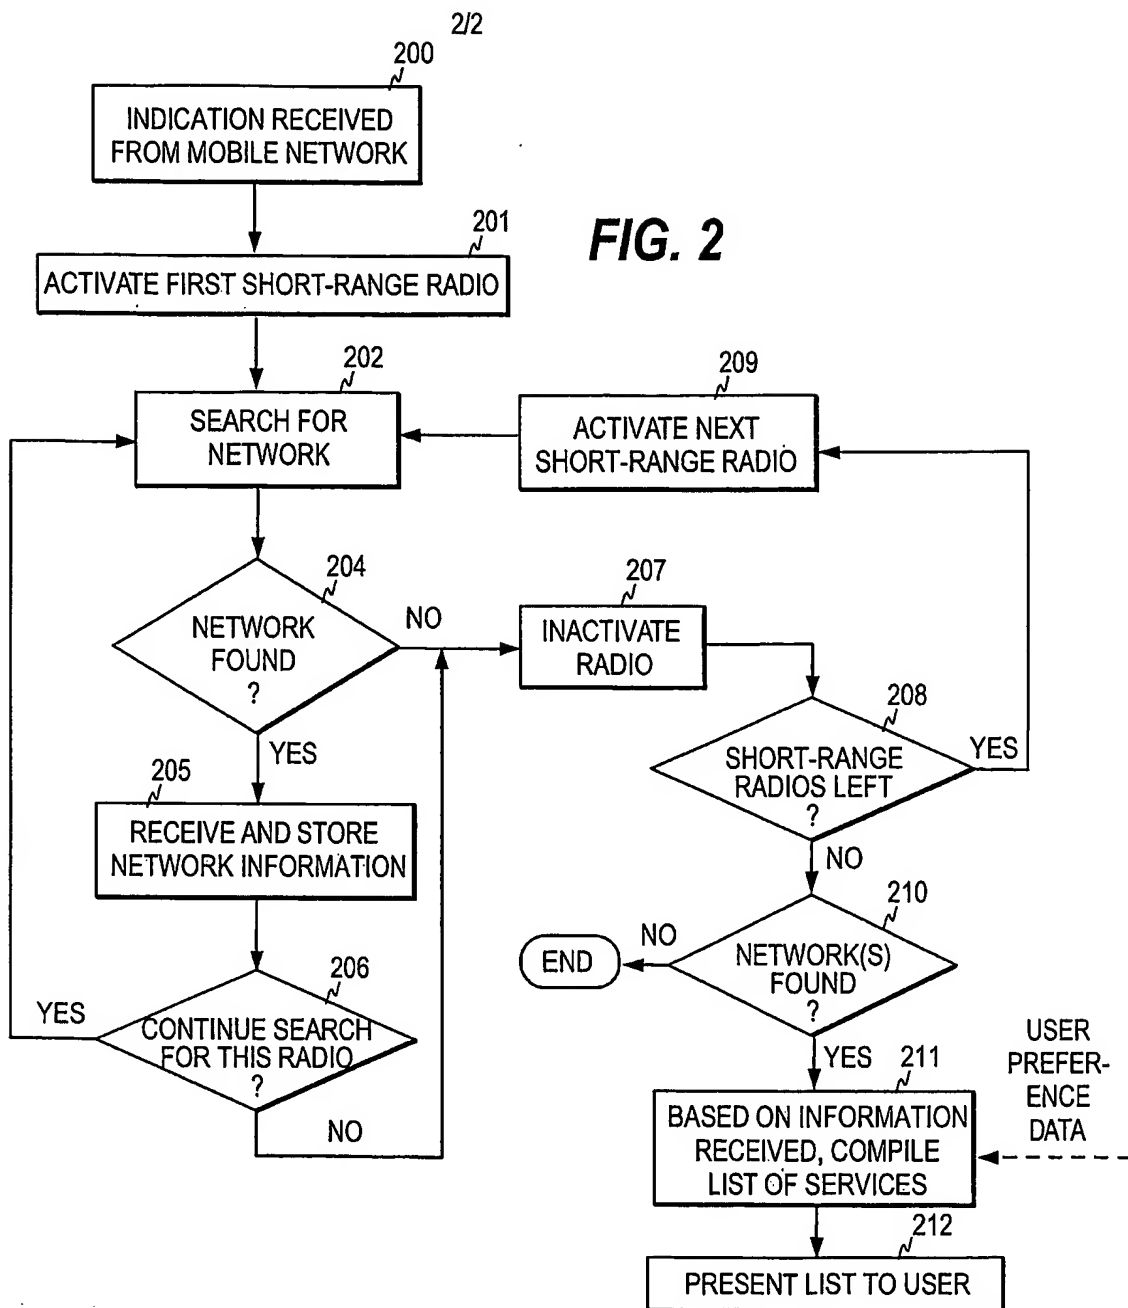 2/2
200
INDICATION RECEIVED
FROM MOBILE NETWORK
201
ACTIVATE FIRST SHORT-RANGE RADIO
FIG. 2
202
SEARCH FOR
NETWORK
209
ACTIVATE NEXT
SHORT-RANGE RADIO
204
NETWORK
FOUND
?
NO
YES
207
INACTIVATE
RADIO
208
SHORT-RANGE
RADIOS LEFT
?
YES
NO
205
RECEIVE AND STORE
NETWORK INFORMATION
206
CONTINUE SEARCH
FOR THIS RADIO
?
YES
NO
210
NETWORK(S)
FOUND
?
NO
END
YES
USER
PREFER-
ENCE
DATA
211
BASED ON INFORMATION
RECEIVED, COMPILE
LIST OF SERVICES
212
PRESENT LIST TO USER